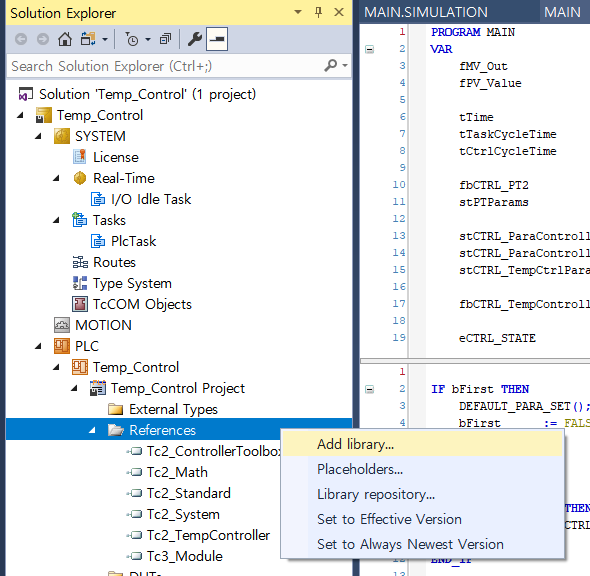 Solution Explorer
Search Solution Explorer (Ctrl+;)
Solution 'Temp_Control' (1 project)
Temp_Control
SYSTEM
License
Real-Time
I/O Idle Task
Tasks
PlcTask
Routes
Type System
TcCOM Objects
MOTION
PLC
Temp_Control
Temp_Control Project
External Types
References
Tc2_ControllerToolbox
Tc2_Math
Tc2_Standard
Tc2_System
Tc2_TempController
Tc3_Module
Add library...
Placeholders...
Library repository...
Set to Effective Version
Set to Always Newest Version
MAIN.SIMULATION MAIN
1 PROGRAM MAIN
2 VAR
3 fMV_Out
4 fPV_Value
5
6 tTime
7 tTaskCycleTime
8 tCtrlCycleTime
9
10 fbCTRL_PT2
11 stPTParams
12
13 stCTRL_ParaControll
14 stCTRL_ParaControll
15 stCTRL_TempCtrlPara
16
17 fbCTRL_TempControll
18
19 eCTRL_STATE
1
2 IF bFirst THEN
3 DEFAULT_PARA_SET();
4 bFirst := FALS
THEN
CTRL
END_IF